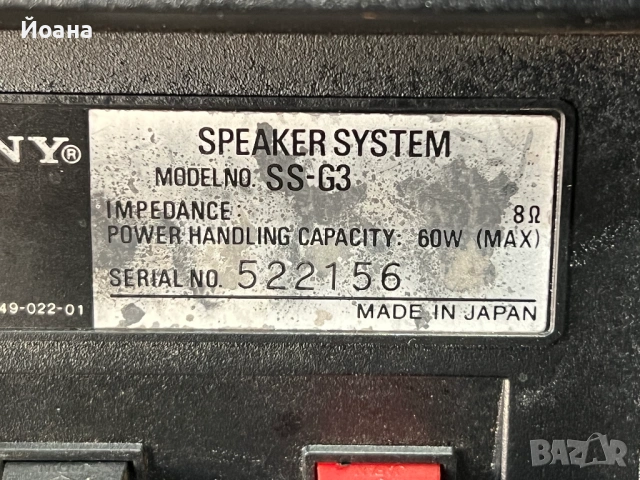 Йоана
NY®
SPEAKER SYSTEM
MODEL NO. SS-G3
IMPEDANCE: 8Ω
POWER HANDLING CAPACITY: 60W (MAX)
SERIAL NO. 522156
49-022-01
MADE IN JAPAN
BAZAR